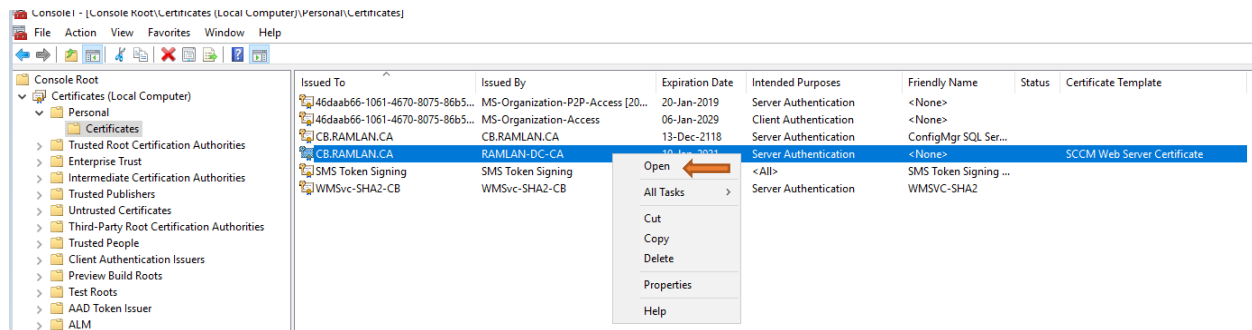 Console1 - [Console Root\Certificates (Local Computer)\Personal\Certificates]
File Action View Favorites Window Help
Console Root
Certificates (Local Computer)
Personal
Certificates
Trusted Root Certification Authorities
Enterprise Trust
Intermediate Certification Authorities
Trusted Publishers
Untrusted Certificates
Third-Party Root Certification Authorities
Trusted People
Client Authentication Issuers
Preview Build Roots
Test Roots
AAD Token Issuer
ALM
Issued To Issued By Expiration Date Intended Purposes Friendly Name Status Certificate Template
46daab66-1061-4670-8075-86b5... MS-Organization-P2P-Access [20... 20-Jan-2019 Server Authentication <None>
46daab66-1061-4670-8075-86b5... MS-Organization-Access 06-Jan-2029 Client Authentication <None>
CB.RAMLAN.CA CB.RAMLAN.CA 13-Dec-2118 Server Authentication ConfigMgr SQL Ser...
CB.RAMLAN.CA RAMLAN-DC-CA Server Authentication <None> SCCM Web Server Certificate
SMS Token Signing SMS Token Signing <All> SMS Token Signing ...
WMSvc-SHA2-CB WMSvc-SHA2-CB Server Authentication WMSVC-SHA2
Open
All Tasks
Cut
Copy
Delete
Properties
Help